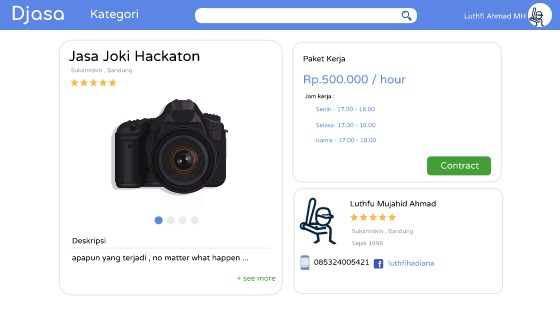 Djasa
Kategori
Luthfi Ahmad MH
Jasa Joki Hackaton
Sukamiskin , Bandung
Deskripsi
apapun yang terjadi , no matter what happen ...
+ see more
Paket Kerja
Rp.500.000 / hour
Jam kerja :
Senin - 17.00 - 18.00
Selasa- 17.00 - 18.00
Kamis - 17.00 - 18.00
Contract
Luthfu Mujahid Ahmad
Sukamiskin , Bandung
Sejak 1998
085324005421
luthfihadiana